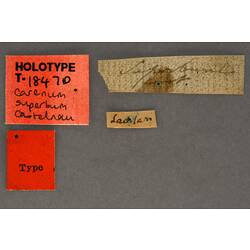 HOLOTYPE
T-18470
Carenum
superbum
Castelnau
Lachlan
Type